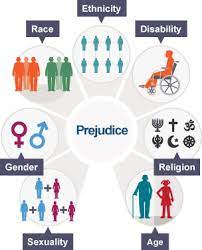 Ethnicity
Race
Disability
Prejudice
Gender
Religion
Sexuality
Age